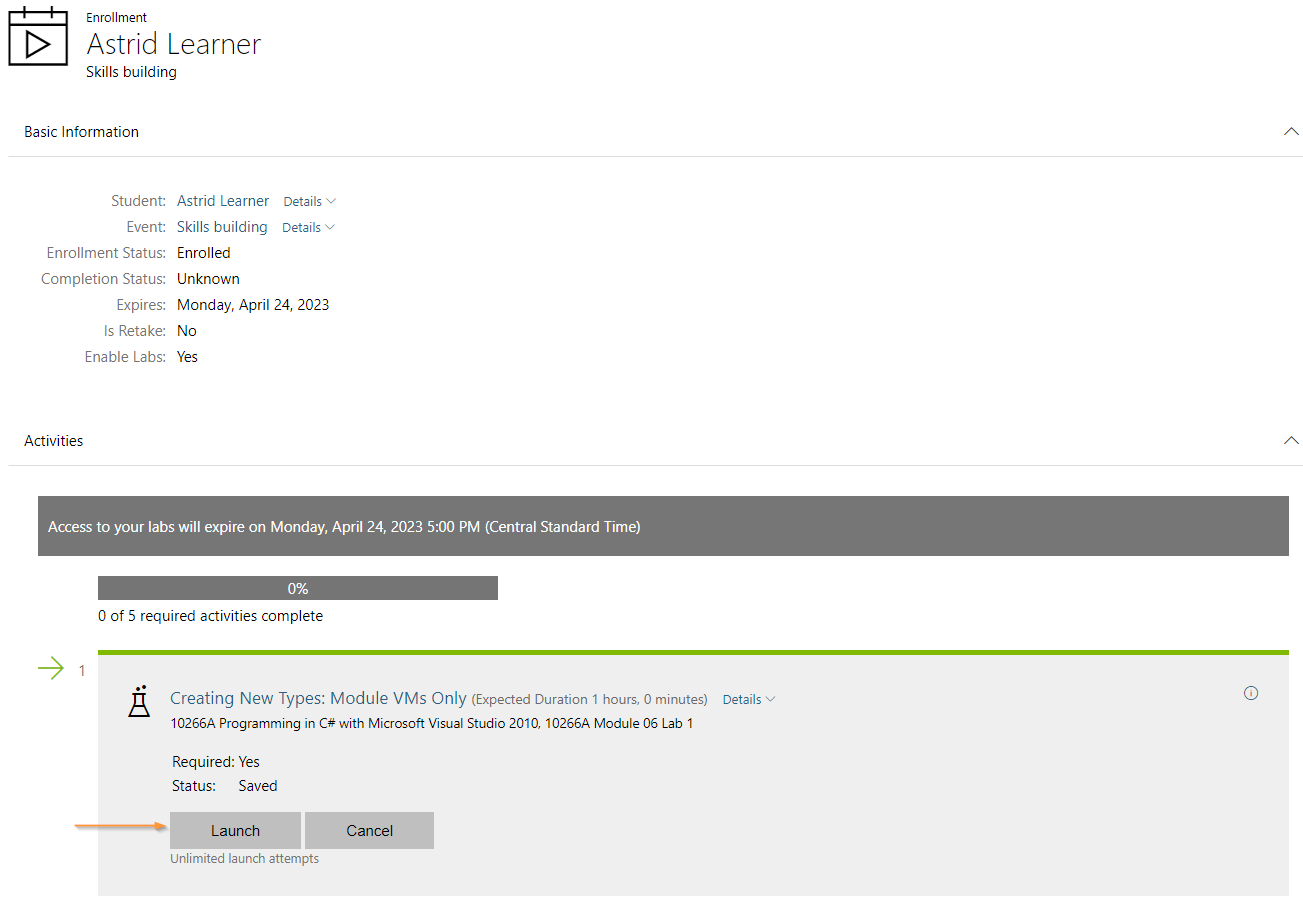 Enrollment
Astrid Learner
Skills building
Basic Information
Student: Astrid Learner Details
Event: Skills building Details
Enrollment Status: Enrolled
Completion Status: Unknown
Expires: Monday, April 24, 2023
Is Retake: No
Enable Labs: Yes
Activities
Access to your labs will expire on Monday, April 24, 2023 5:00 PM (Central Standard Time)
0%
0 of 5 required activities complete
1
Creating New Types: Module VMs Only (Expected Duration 1 hours, 0 minutes) Details
10266A Programming in C# with Microsoft Visual Studio 2010, 10266A Module 06 Lab 1
Required: Yes
Status: Saved
Launch Cancel
Unlimited launch attempts